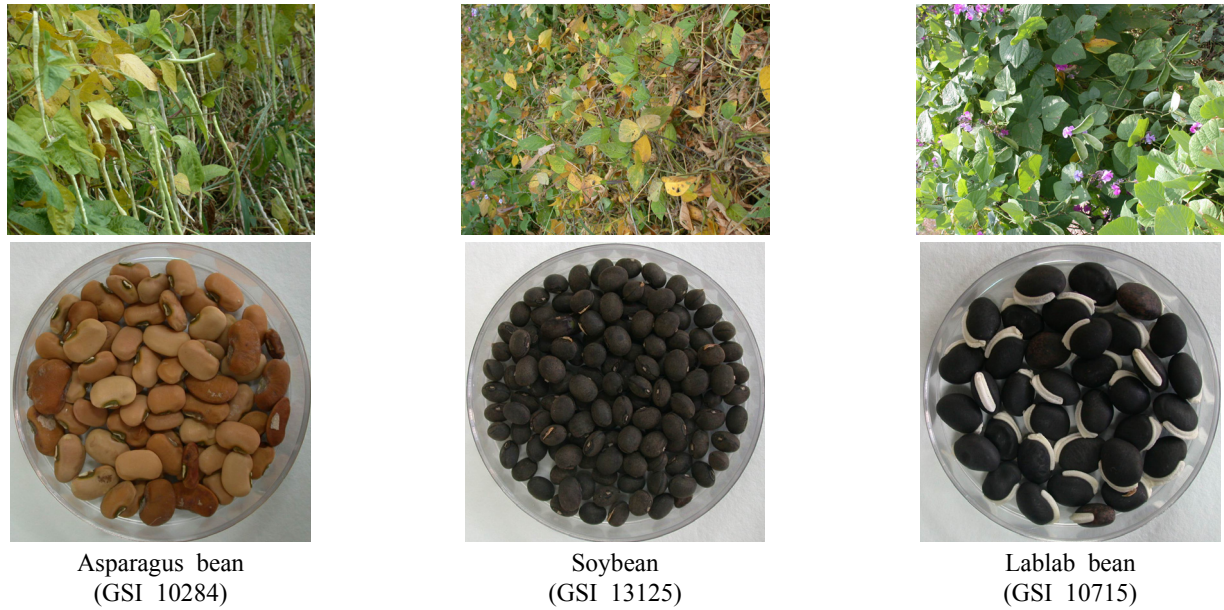 Asparagus bean
(GSI 10284)
Soybean
(GSI 13125)
Lablab bean
(GSI 10715)